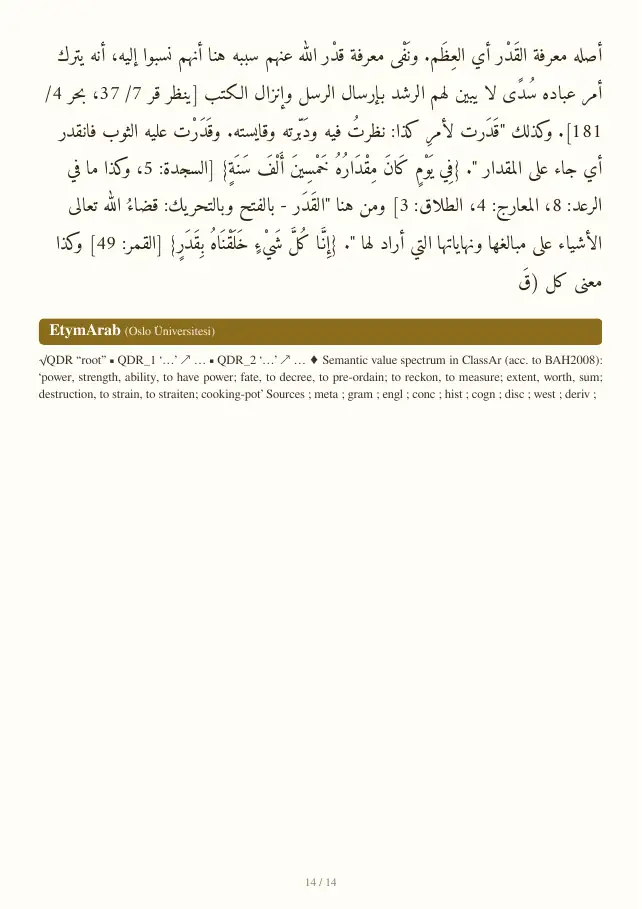 أصله معرفة القَدْر أي العِظَم. ونَفْى معرفة قدْر الله عنهم سببه هنا أنهم نسبوا إليه، أنه يترك
أمر عباده سُدًى لا يبين لهم الرشد بإرسال الرسل وإنزال الكتب [ينظر قر 7/ 37، بحر 4/
181]. وكذلك "قَدَرت لأمرِ كذا: نظرتُ فيه ودَبّرته وقايسته. وقَدَرْت عليه الثوب فانقدر
أي جاء على المقدار ". {فِي يَوْمٍ كَانَ مِقْدَارُهُ خَمْسِينَ أَلْفَ سَنَةٍ} [السجدة: 5، وكذا ما في
الرعد: 8، المعارج: 4، الطلاق: 3] ومن هنا "القَدَر - بالفتح وبالتحريك: قضاءُ الله تعالى
الأشياء على مبالغها ونهاياتها التي أراد لها ". {إِنَّا كُلَّ شَيْءٍ خَلَقْنَاهُ بِقَدَرٍ} [القمر: 49] وكذا
معنى كل (قَ
EtymArab (Oslo Üniversitesi)
√QDR “root” ▪ QDR_1 ‘…’ ↗ … ▪ QDR_2 ‘…’ ↗ … ♦ Semantic value spectrum in ClassAr (acc. to BAH2008):
‘power, strength, ability, to have power; fate, to decree, to pre-ordain; to reckon, to measure; extent, worth, sum;
destruction, to strain, to straiten; cooking-pot’ Sources ; meta ; gram ; engl ; conc ; hist ; cogn ; disc ; west ; deriv ;
14 / 14